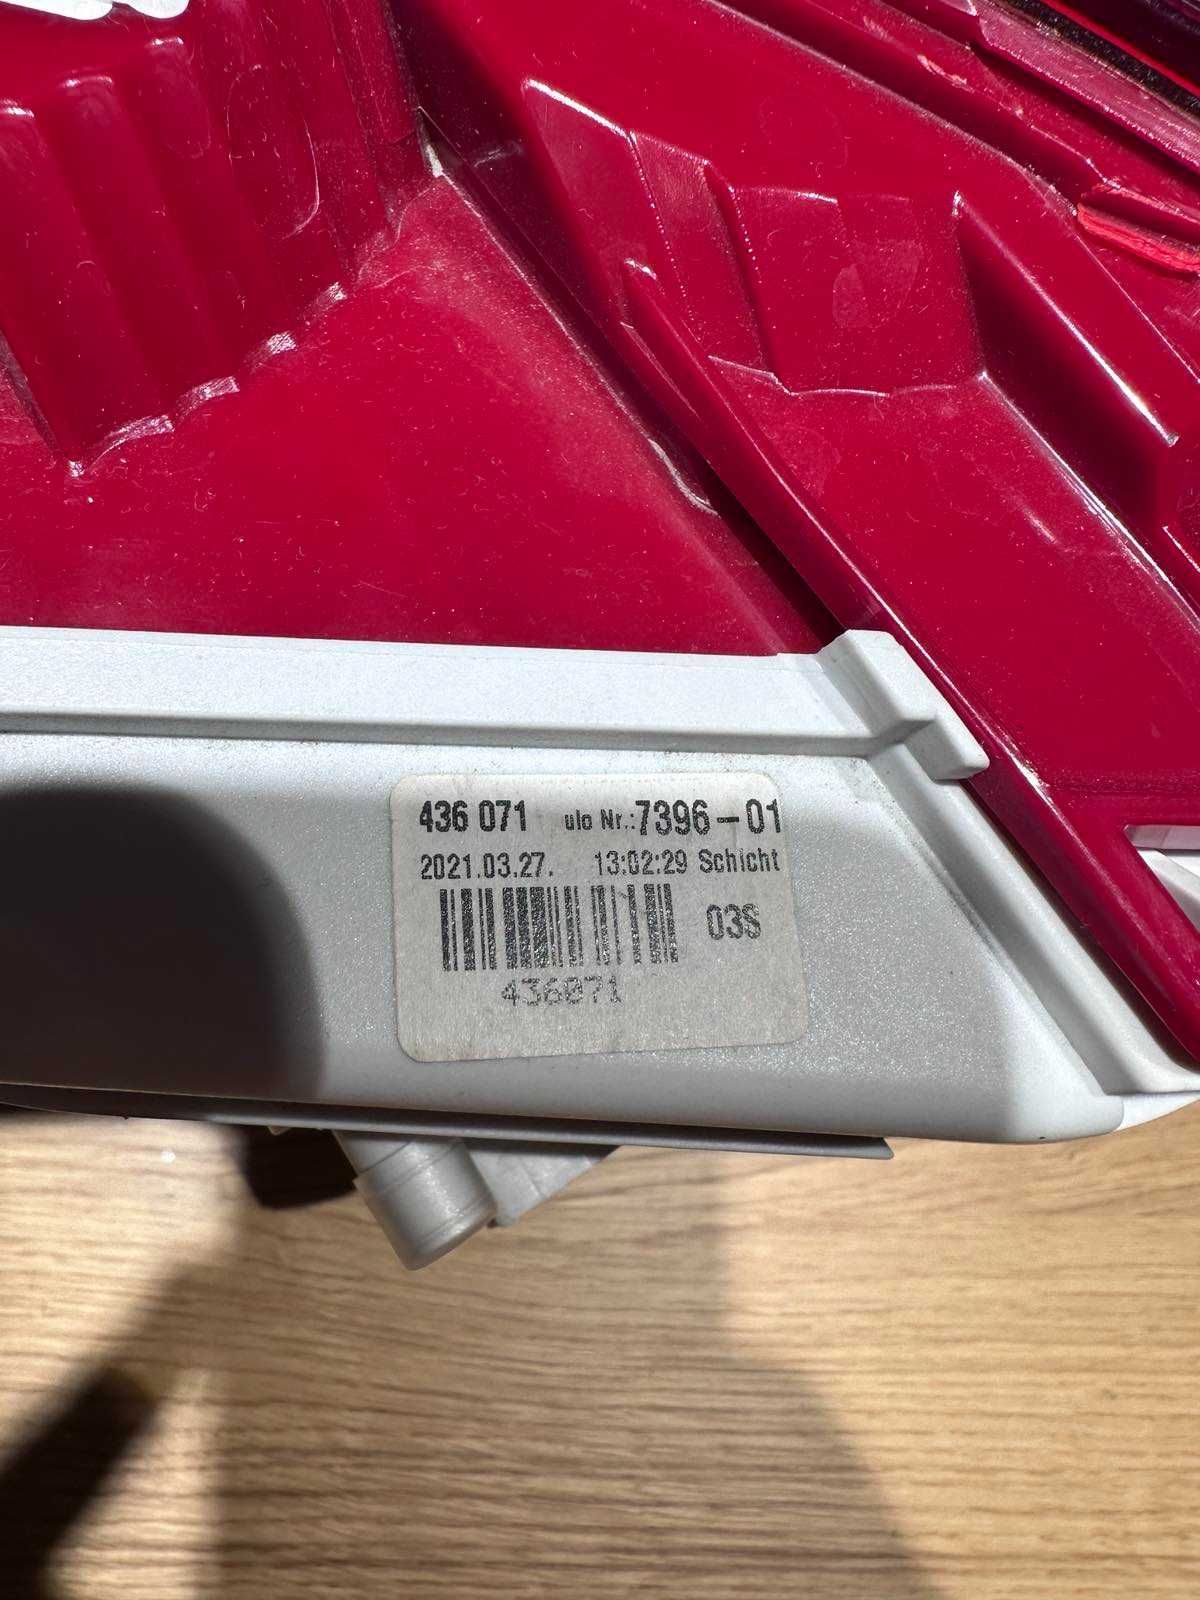 436 071 ulo Nr.:7396-01
2021.03.27. 13:02:29 Schicht
03S
436071